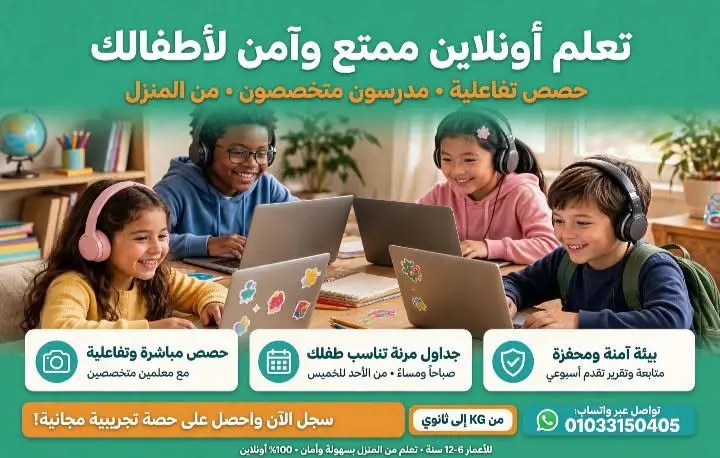 تعلم أونلاين ممتع وآمن لأطفالك
حصص تفاعلية • مدرسون متخصصون • من المنزل
بيئة آمنة ومحفزة
متابعة وتقرير تقدم أسبوعي
جداول مرنة تناسب طفلك
صباحاً ومساءً • من الأحد للخميس
حصص مباشرة وتفاعلية
مع معلمين متخصصين
تواصل عبر واتساب:
01033150405
من KG إلى ثانوي
سجل الآن واحصل على حصة تجريبية مجانية!
للأعمار 6-12 سنة • تعلم من المنزل بسهولة وأمان • 100% أونلاين